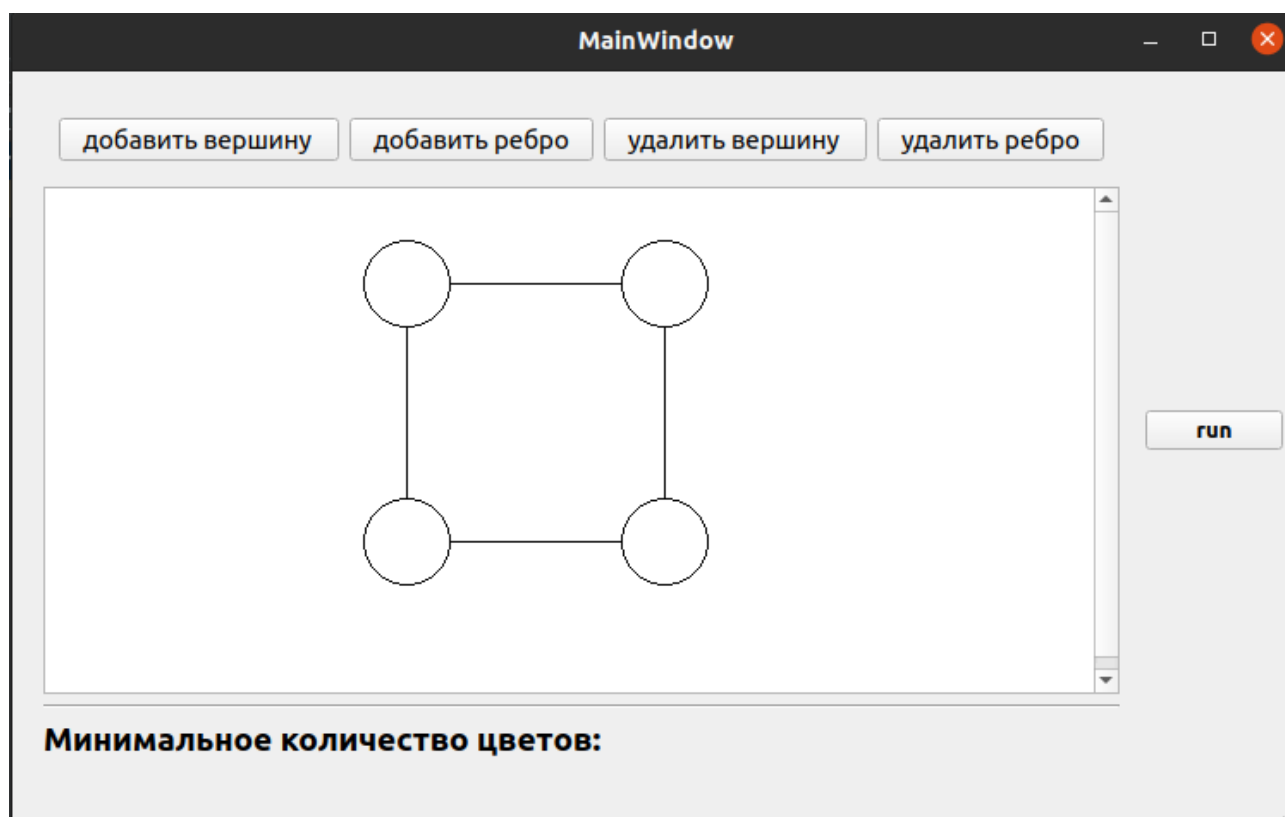 MainWindow
добавить вершину добавить ребро удалить вершину удалить ребро
run
Минимальное количество цветов: